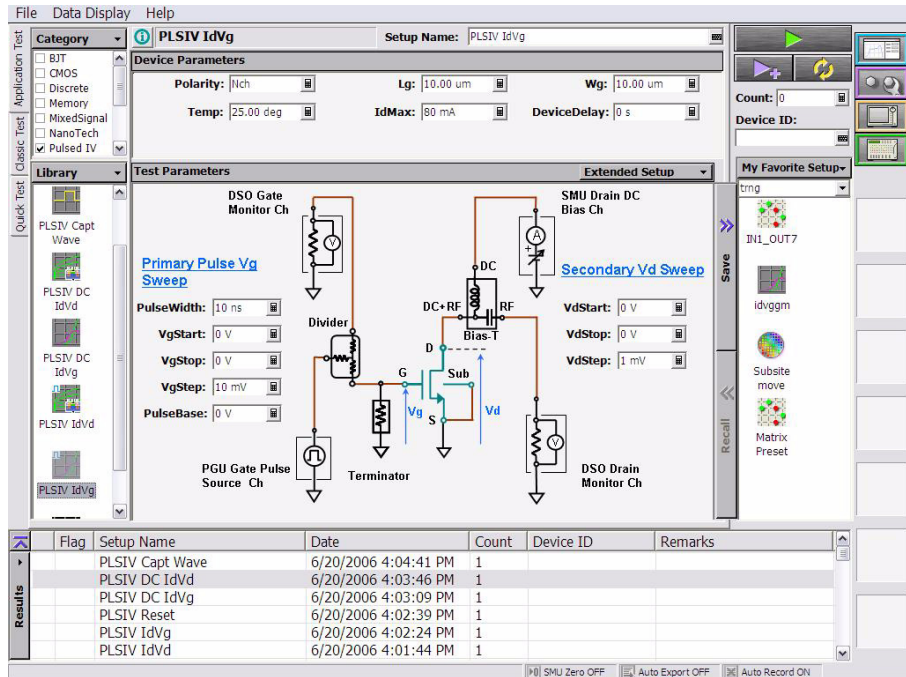 File Data Display Help
Application Test
Classic Test
Quick Test
Category
BJT
CMOS
Discrete
Memory
MixedSignal
NanoTech
Pulsed IV
Library
PLSIV Capt
Wave
PLSIV DC
IdVd
PLSIV DC
IdVg
PLSIV IdVd
PLSIV IdVg
PLSIV IdVg
Setup Name: PLSIV IdVg
Device Parameters
Polarity: Nch Lg: 10.00 um Wg: 10.00 um
Temp: 25.00 deg IdMax: 80 mA DeviceDelay: 0 s
Test Parameters
Extended Setup
DSO Gate
Monitor Ch
SMU Drain DC
Bias Ch
A
V
+
Primary Pulse Vg
Sweep
PulseWidth: 10 ns
VgStart: 0 V
VgStop: 0 V
VgStep: 10 mV
PulseBase: 0 V
Divider
DC
DC+RF
RF
Bias-T
D
G
Sub
S
Vg
Vd
Secondary Vd Sweep
VdStart: 0 V
VdStop: 0 V
VdStep: 1 mV
PGU Gate Pulse
Source Ch
Terminator
V
DSO Drain
Monitor Ch
Save
Recall
Count: 0
Device ID:
My Favorite Setup
trng
IN1_OUT7
idvggm
Subsite
move
Matrix
Preset
Results
Flag Setup Name Date Count Device ID Remarks
PLSIV Capt Wave 6/20/2006 4:04:41 PM 1
PLSIV DC IdVd 6/20/2006 4:03:46 PM 1
PLSIV DC IdVg 6/20/2006 4:03:09 PM 1
PLSIV Reset 6/20/2006 4:02:39 PM 1
PLSIV IdVg 6/20/2006 4:02:24 PM 1
PLSIV IdVd 6/20/2006 4:01:44 PM 1
SMU Zero OFF Auto Export OFF Auto Record ON